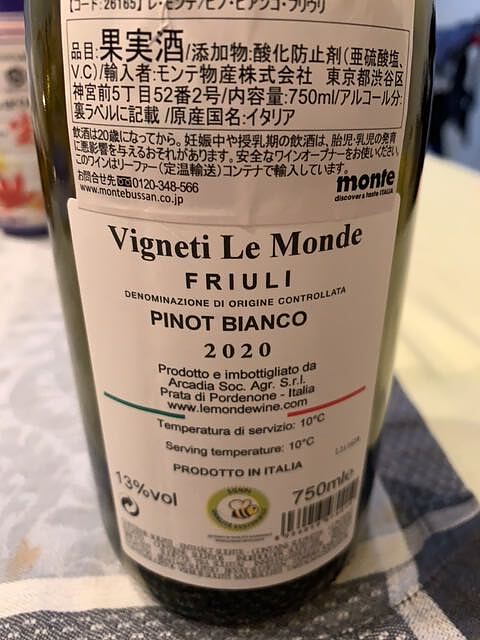 [コード: 26165] レ・モンデ/ピノ・ビアンコ・フリウリ
品目:果実酒/添加物:酸化防止剤(亜硫酸塩、
V.C)/輸入者:モンテ物産株式会社 東京都渋谷区
神宮前5丁目52番2号/内容量:750ml/アルコール分:
裏ラベルに記載 /原産国名:イタリア
飲酒は20歳になってから。妊娠中や授乳期の飲酒は、胎児・乳児の発育
に悪影響を与えるおそれがあります。安全なワインオープナーをお使いください。
このワインはリーファー(定温輸送)コンテナで輸入しています。
お問合せ先 0120-348-566
www.montebussan.co.jp
monte
discover & taste ITALIA
Vigneti Le Monde
FRIULI
DENOMINAZIONE DI ORIGINE CONTROLLATA
PINOT BIANCO
2020
Prodotto e imbottigliato da
Arcadia Soc. Agr. S.r.l.
Prata di Pordenone - Italia
www.lemondewine.com
Temperatura di servizio: 10°C
Serving temperature: 10°C
PRODOTTO IN ITALIA
13%vol
750ml e